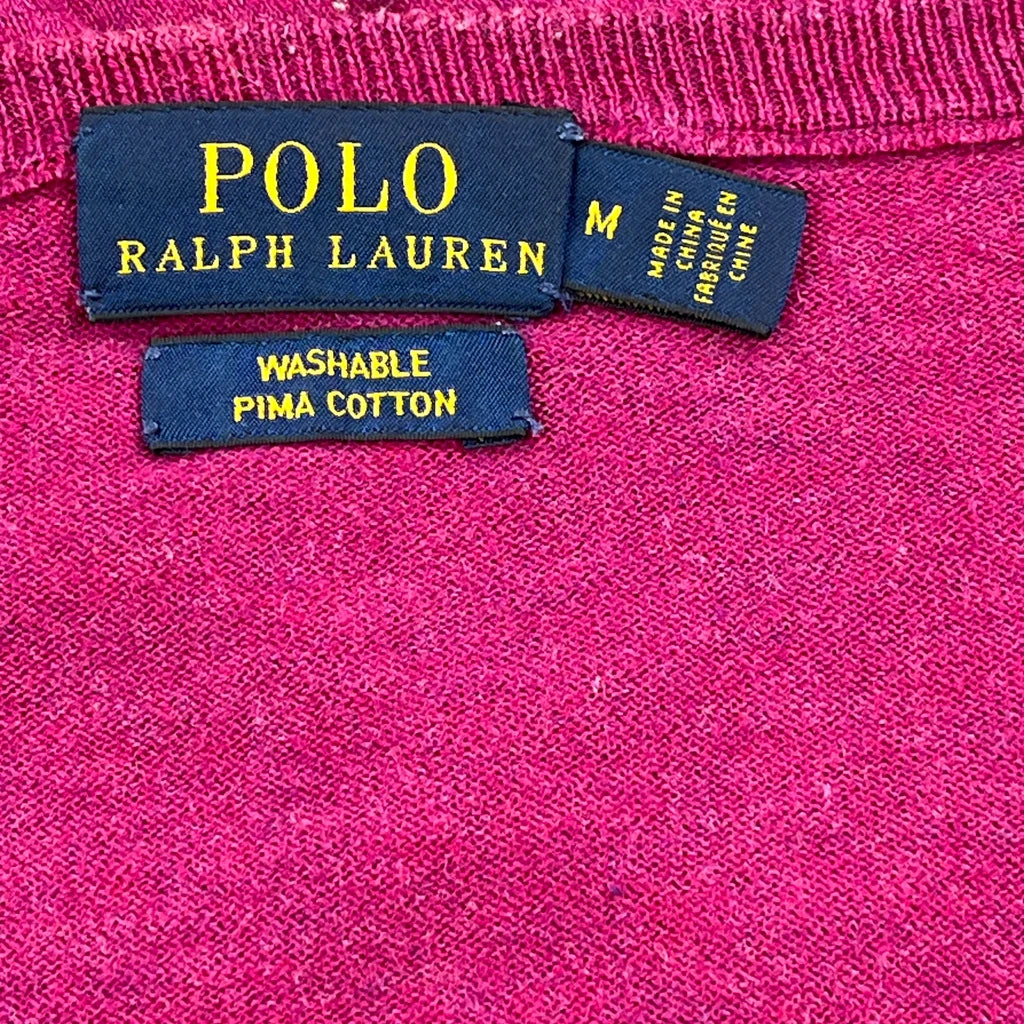 POLO
RALPH LAUREN
M
MADE IN
CHINA
FABRIQUÉ EN
CHINE
WASHABLE
PIMA COTTON